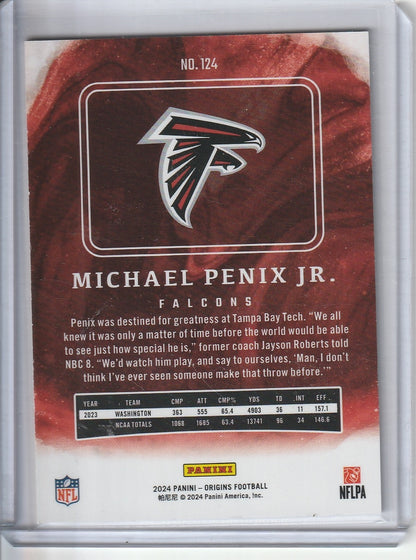 NO. 124
MICHAEL PENIX JR.
FALCONS
Penix was destined for greatness at Tampa Bay Tech. “We all
knew it was only a matter of time before the world would be able
to see just how special he is,” former coach Jayson Roberts told
NBC 8. “We’d watch him play, and say to ourselves, ‘Man, I don’t
think I’ve ever seen someone make that throw before.’”
YEAR TEAM CMP ATT CMP% YDS TD INT EFF
2023 WASHINGTON 363 555 65.4 4903 36 11 157.1
NCAA TOTALS 1068 1685 63.4 13741 96 34 146.6
NFL
PANINI
NFLPA
2024 PANINI – ORIGINS FOOTBALL
帕尼尼 © 2024 Panini America, Inc.